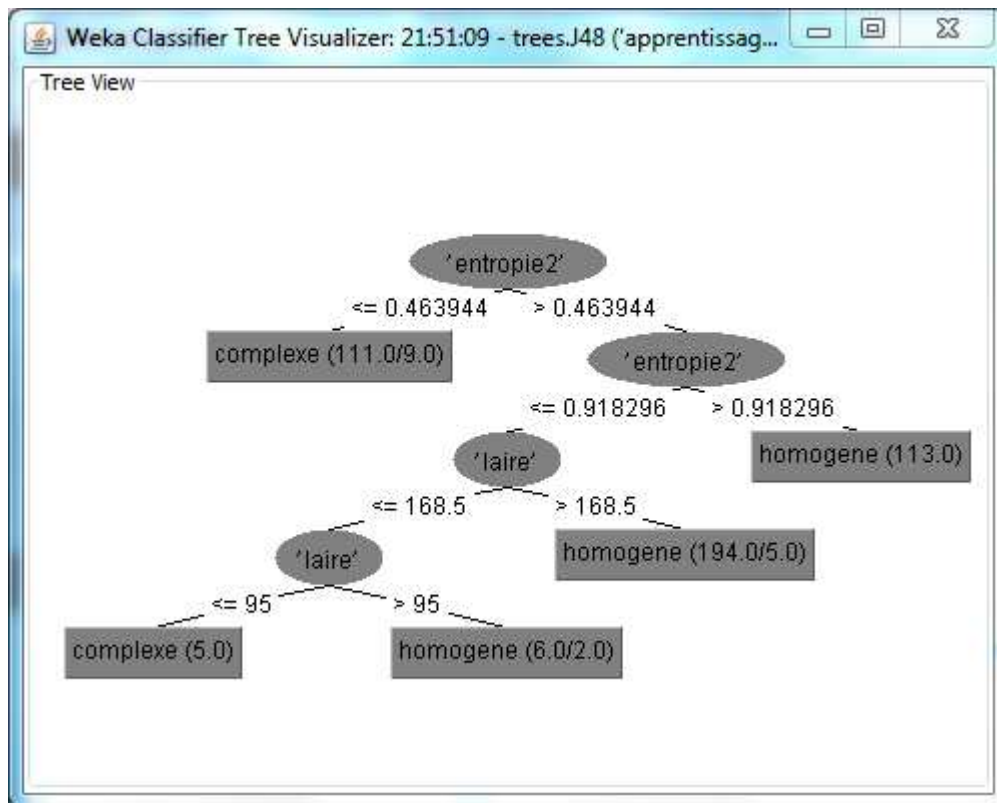 Weka Classifier Tree Visualizer: 21:51:09 - trees.J48 ('apprentissag...
Tree View
'entropie2'
<= 0.463944 > 0.463944
complexe (111.0/9.0)
'entropie2'
<= 0.918296 > 0.918296
'laire'
homogene (113.0)
<= 168.5 > 168.5
'laire'
homogene (194.0/5.0)
<= 95 > 95
complexe (5.0)
homogene (6.0/2.0)